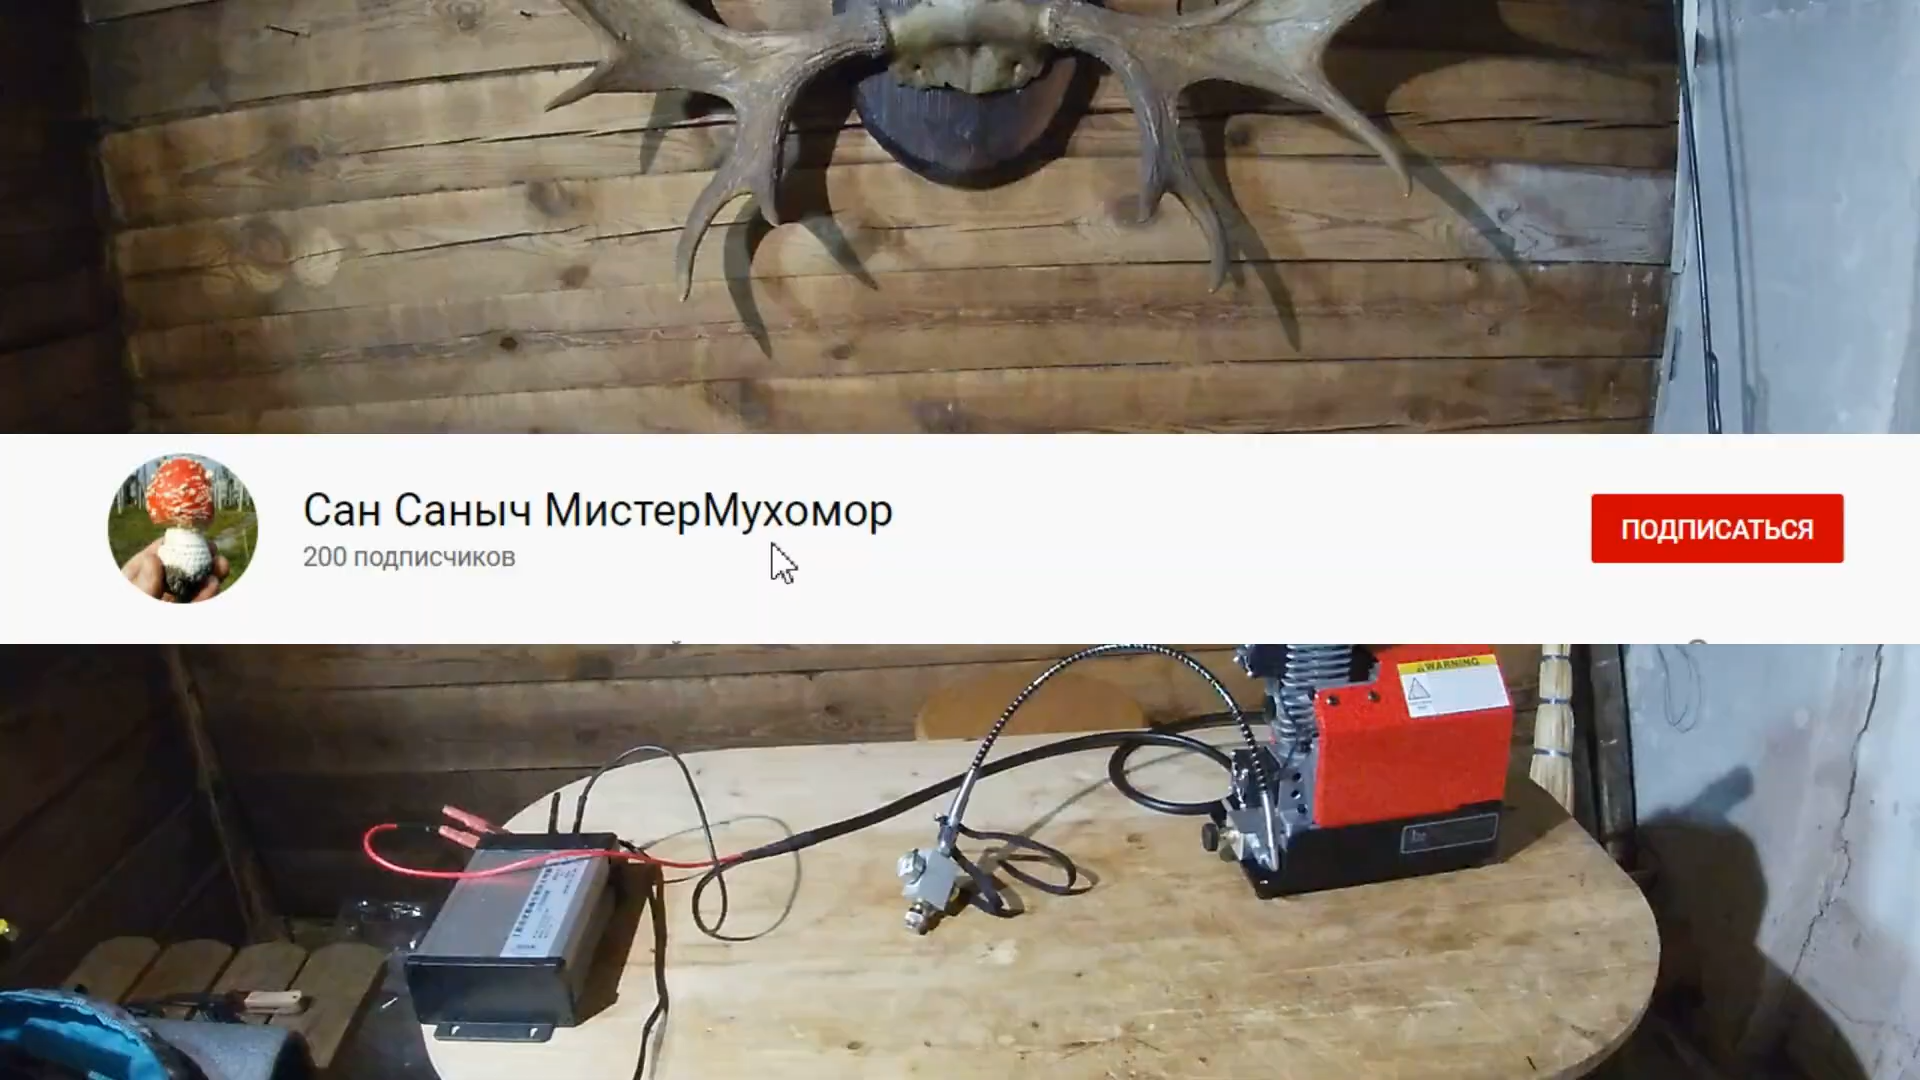 Сан Саныч МистерМухомор
200 подписчиков
ПОДПИСАТЬСЯ
WARNING